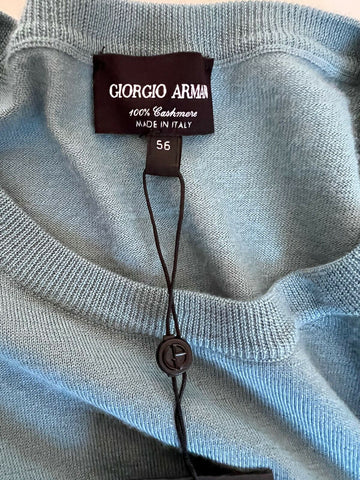 GIORGIO ARMAN
100% Cashmere
MADE IN ITALY
56